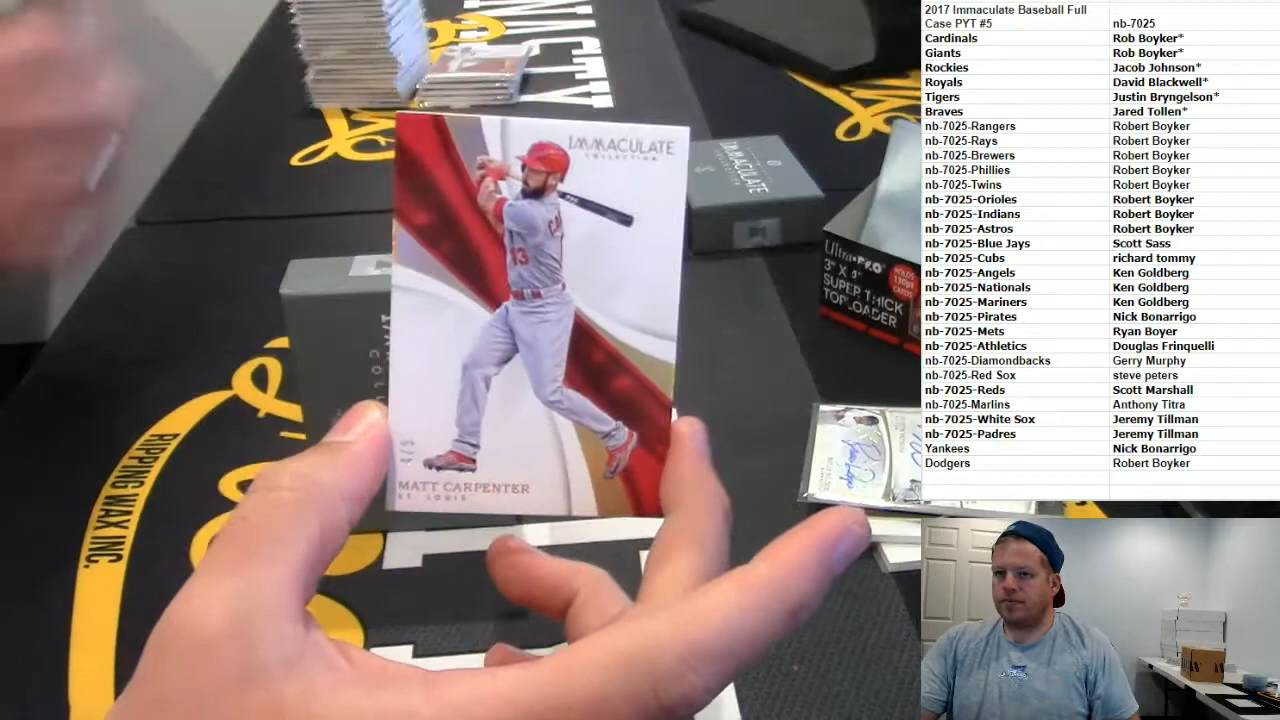 2017 Immaculate Baseball Full
Case PYT #5 nb-7025
Cardinals Rob Boyker*
Giants Rob Boyker*
Rockies Jacob Johnson*
Royals David Blackwell*
Tigers Justin Bryngelson*
Braves Jared Tollen*
nb-7025-Rangers Robert Boyker
nb-7025-Rays Robert Boyker
nb-7025-Brewers Robert Boyker
nb-7025-Phillies Robert Boyker
nb-7025-Twins Robert Boyker
nb-7025-Orioles Robert Boyker
nb-7025-Indians Robert Boyker
nb-7025-Astros Robert Boyker
nb-7025-Blue Jays Scott Sass
nb-7025-Cubs richard tommy
nb-7025-Angels Ken Goldberg
nb-7025-Nationals Ken Goldberg
nb-7025-Mariners Ken Goldberg
nb-7025-Pirates Nick Bonarrigo
nb-7025-Mets Ryan Boyer
nb-7025-Athletics Douglas Frinquelli
nb-7025-Diamondbacks Gerry Murphy
nb-7025-Red Sox steve peters
nb-7025-Reds Scott Marshall
nb-7025-Marlins Anthony Titra
nb-7025-White Sox Jeremy Tillman
nb-7025-Padres Jeremy Tillman
Yankees Nick Bonarrigo
Dodgers Robert Boyker
IMMACULATE
COLLECTION
13
MATT CARPENTER
ST. LOUIS
IMMACULATE
COLLECTION
Ultra·PRO
3" X 4"
SUPER THICK
TOPLOADER
HOLDS
130pt
CARDS
RIPPING WAX INC.